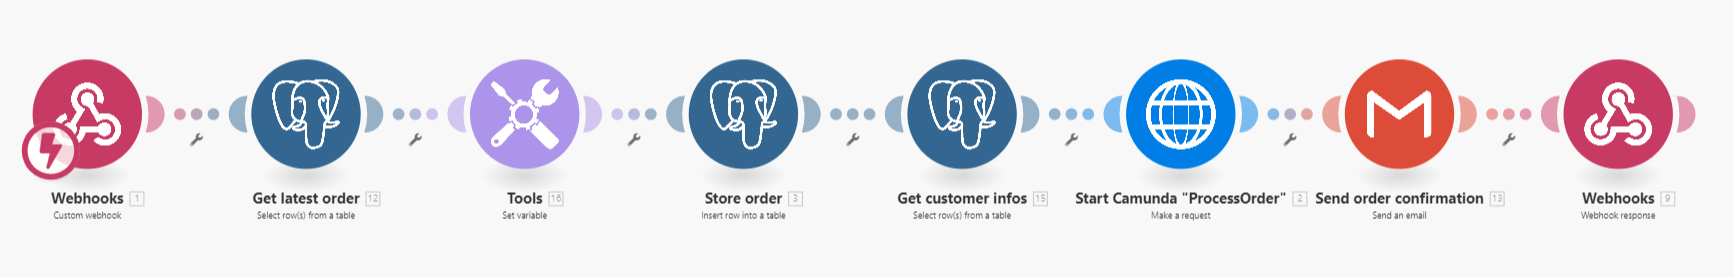 Webhooks 1
Custom webhook
Get latest order 12
Select row(s) from a table
Tools 16
Set variable
Store order 3
Insert row into a table
Get customer infos 15
Select row(s) from a table
Start Camunda "ProcessOrder" 2
Make a request
Send order confirmation 13
Send an email
Webhooks 9
Webhook response